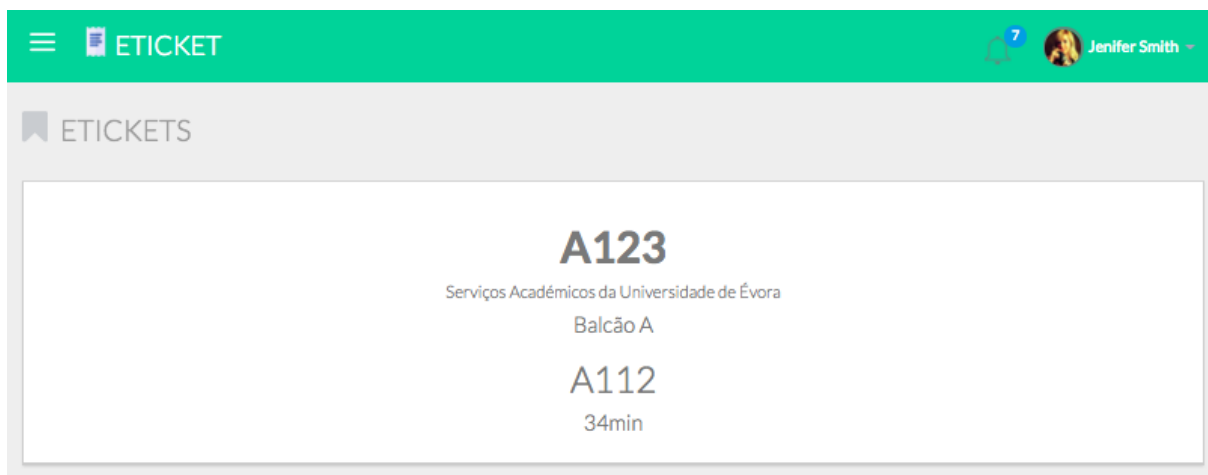 ETICKET
7
Jenifer Smith
ETICKETS
A123
Serviços Académicos da Universidade de Évora
Balcão A
A112
34min